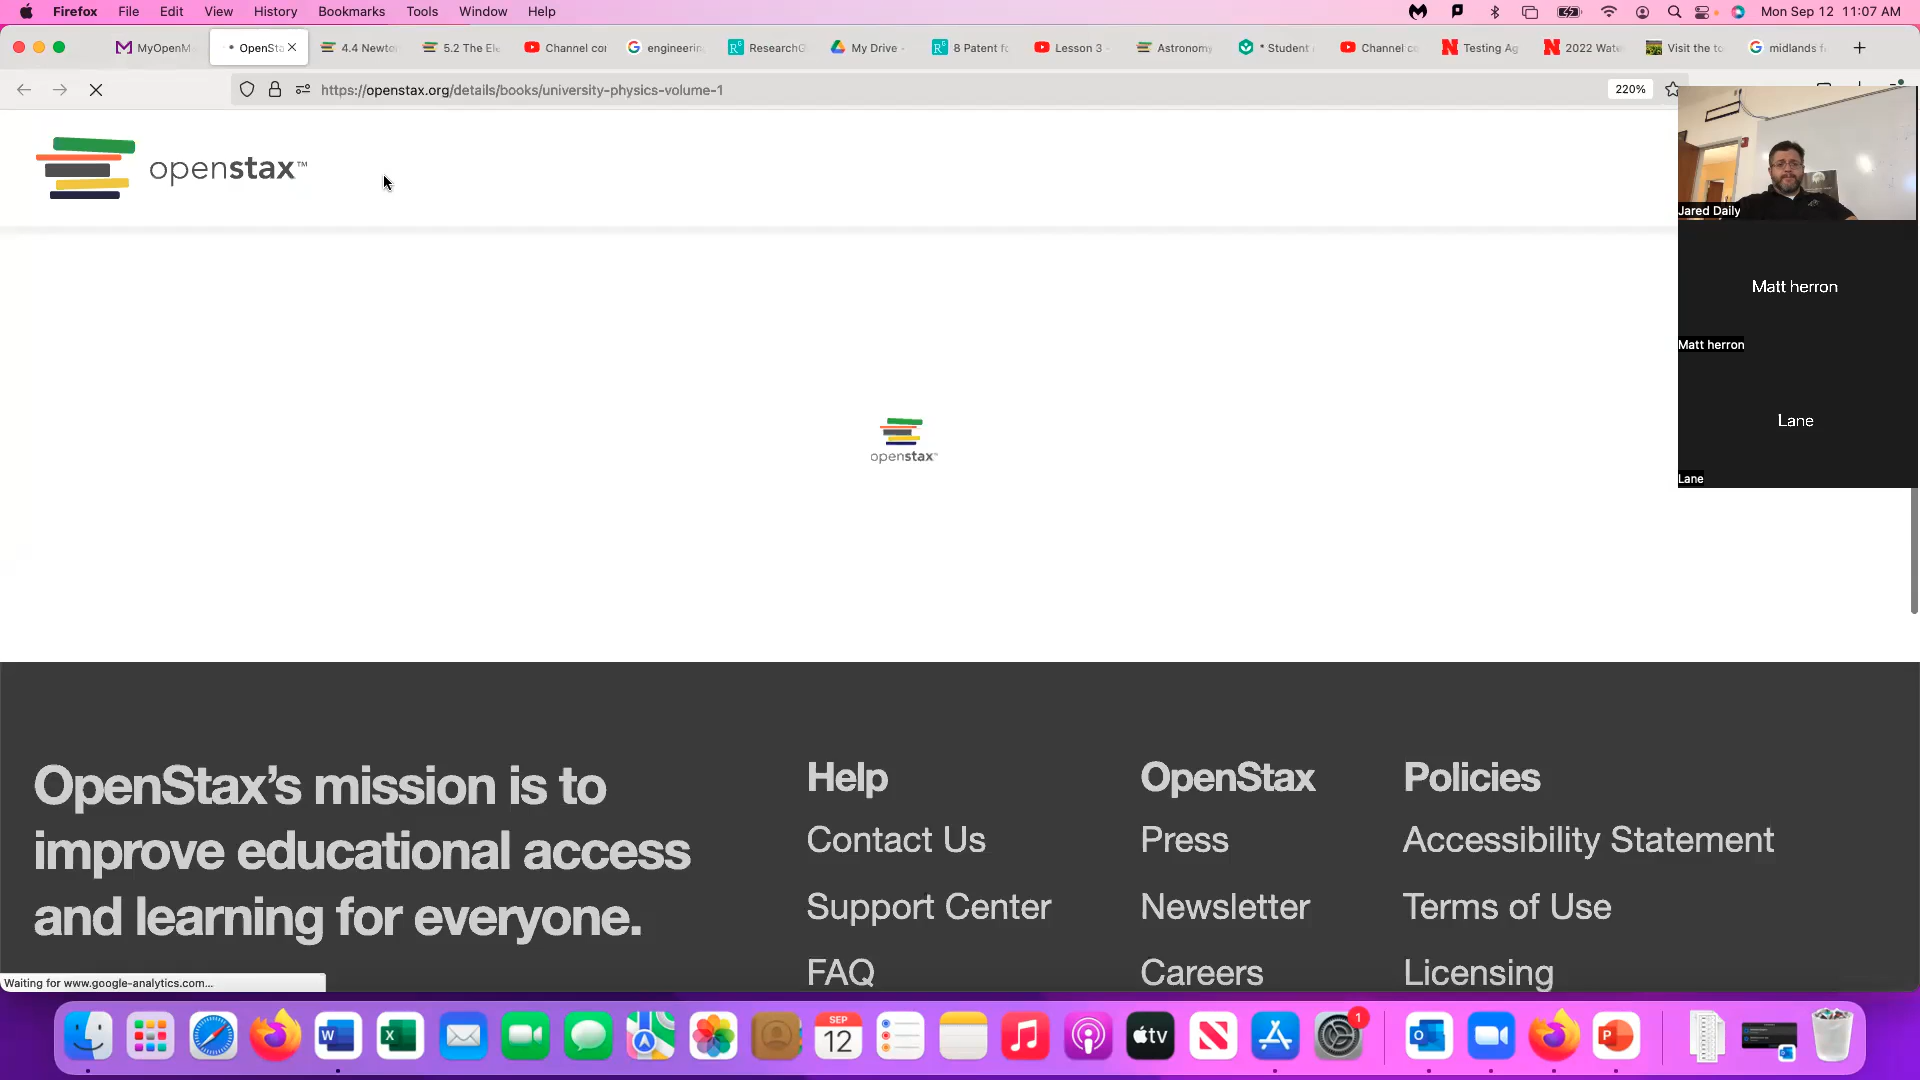 Firefox File Edit View History Bookmarks Tools Window Help Mon Sep 12 11:07 AM
MyOpenM OpenSta 4.4 Newto 5.2 The Ele Channel con engineerin ResearchG My Drive - 8 Patent fo Lesson 3 - Astronomy * Student Channel co Testing Ag 2022 Wate Visit the to midlands f
https://openstax.org/details/books/university-physics-volume-1 220%
openstax™
Jared Daily
Matt herron
Matt herron
Lane
Lane
openstax™
OpenStax's mission is to
improve educational access
and learning for everyone.
Help
Contact Us
Support Center
FAQ
OpenStax
Press
Newsletter
Careers
Policies
Accessibility Statement
Terms of Use
Licensing
Waiting for www.google-analytics.com...
SEP
12
tv
1